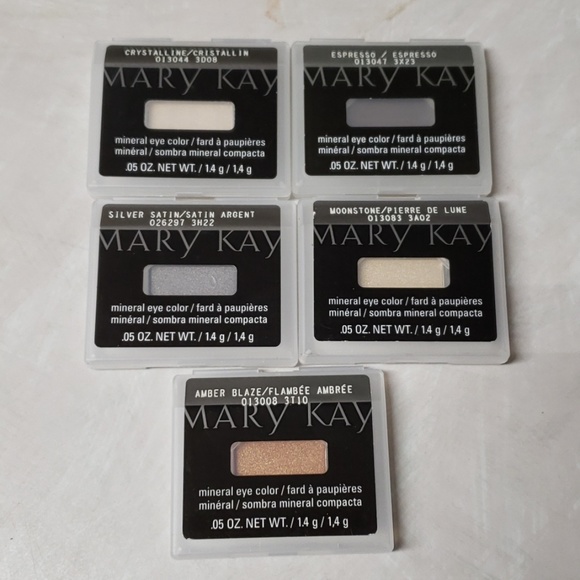 CRYSTALLINE/CRISTALLIN
013044 3D08
MARY KAY
mineral eye color / fard à paupières
minéral / sombra mineral compacta
.05 OZ. NET WT. / 1.4 g / 1,4 g
ESPRESSO / ESPRESSO
013047 3X23
MARY KAY
mineral eye color / fard à paupières
minéral / sombra mineral compacta
.05 OZ. NET WT. / 1.4 g / 1,4 g
SILVER SATIN/SATIN ARGENT
026297 3H22
MARY KAY
mineral eye color / fard à paupières
minéral / sombra mineral compacta
.05 OZ. NET WT. / 1.4 g / 1,4 g
MOONSTONE/PIERRE DE LUNE
013083 3A02
MARY KAY
mineral eye color / fard à paupières
minéral / sombra mineral compacta
.05 OZ. NET WT. / 1.4 g / 1,4 g
AMBER BLAZE/FLAMBÉE AMBRÉE
013008 3T10
MARY KAY
mineral eye color / fard à paupières
minéral / sombra mineral compacta
.05 OZ. NET WT. / 1.4 g / 1,4 g